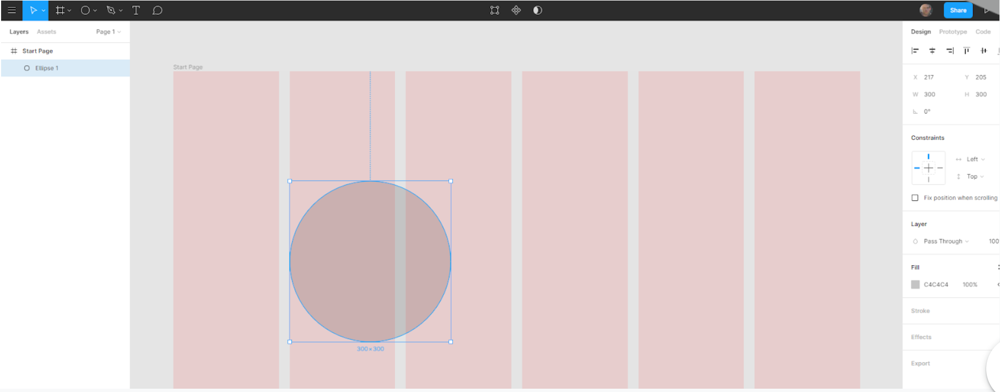 Share
Layers Assets Page 1
Start Page
Ellipse 1
Start Page
300 × 300
Design Prototype Code
X 217 Y 205
W 300 H 300
0°
Constraints
Left
Top
Fix position when scrolling
Layer
Pass Through 100
Fill
C4C4C4 100%
Stroke
Effects
Export